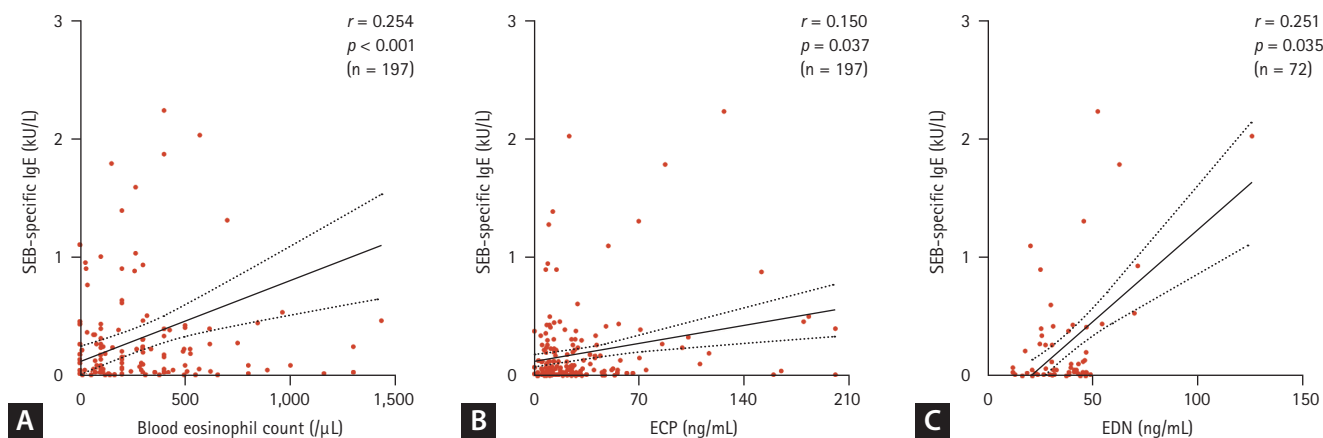 3
2
1
0
SEB-specific IgE (kU/L)
r = 0.254
p < 0.001
(n = 197)
0
500
1,000
1,500
Blood eosinophil count (/μL)
A
3
2
1
0
SEB-specific IgE (kU/L)
r = 0.150
p = 0.037
(n = 197)
0
70
140
210
ECP (ng/mL)
B
3
2
1
0
SEB-specific IgE (kU/L)
r = 0.251
p = 0.035
(n = 72)
0
50
100
150
EDN (ng/mL)
C